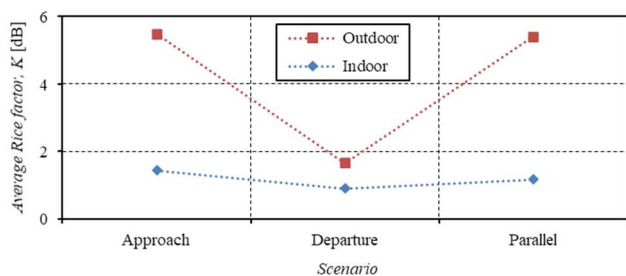 Average Rice factor, K [dB]
6
4
2
0
Outdoor
Indoor
Approach
Departure
Parallel
Scenario